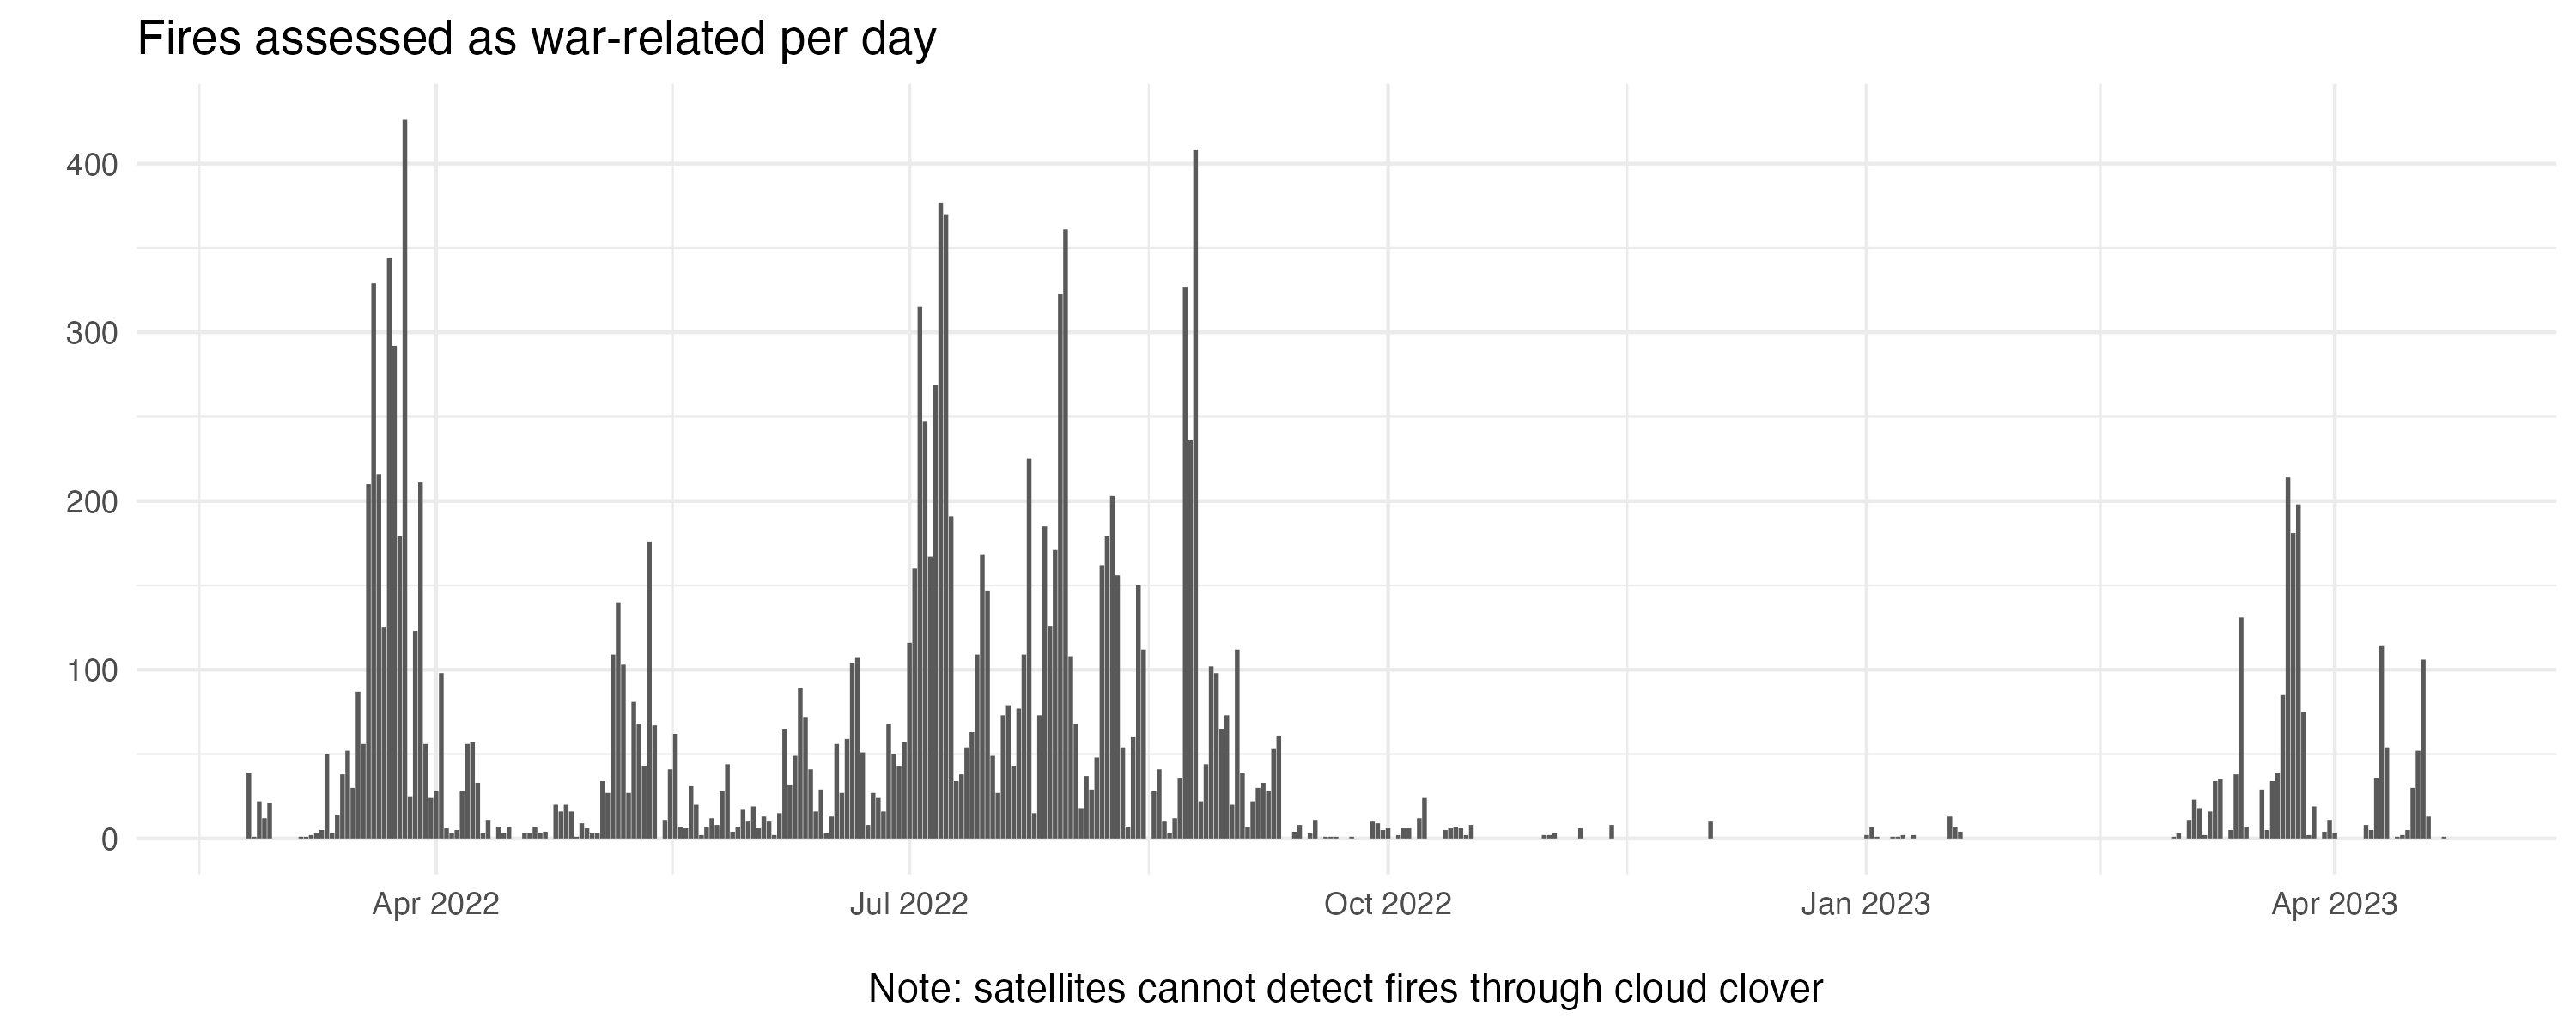 Fires assessed as war-related per day
400
300
200
100
0
Apr 2022
Jul 2022
Oct 2022
Jan 2023
Apr 2023
Note: satellites cannot detect fires through cloud clover